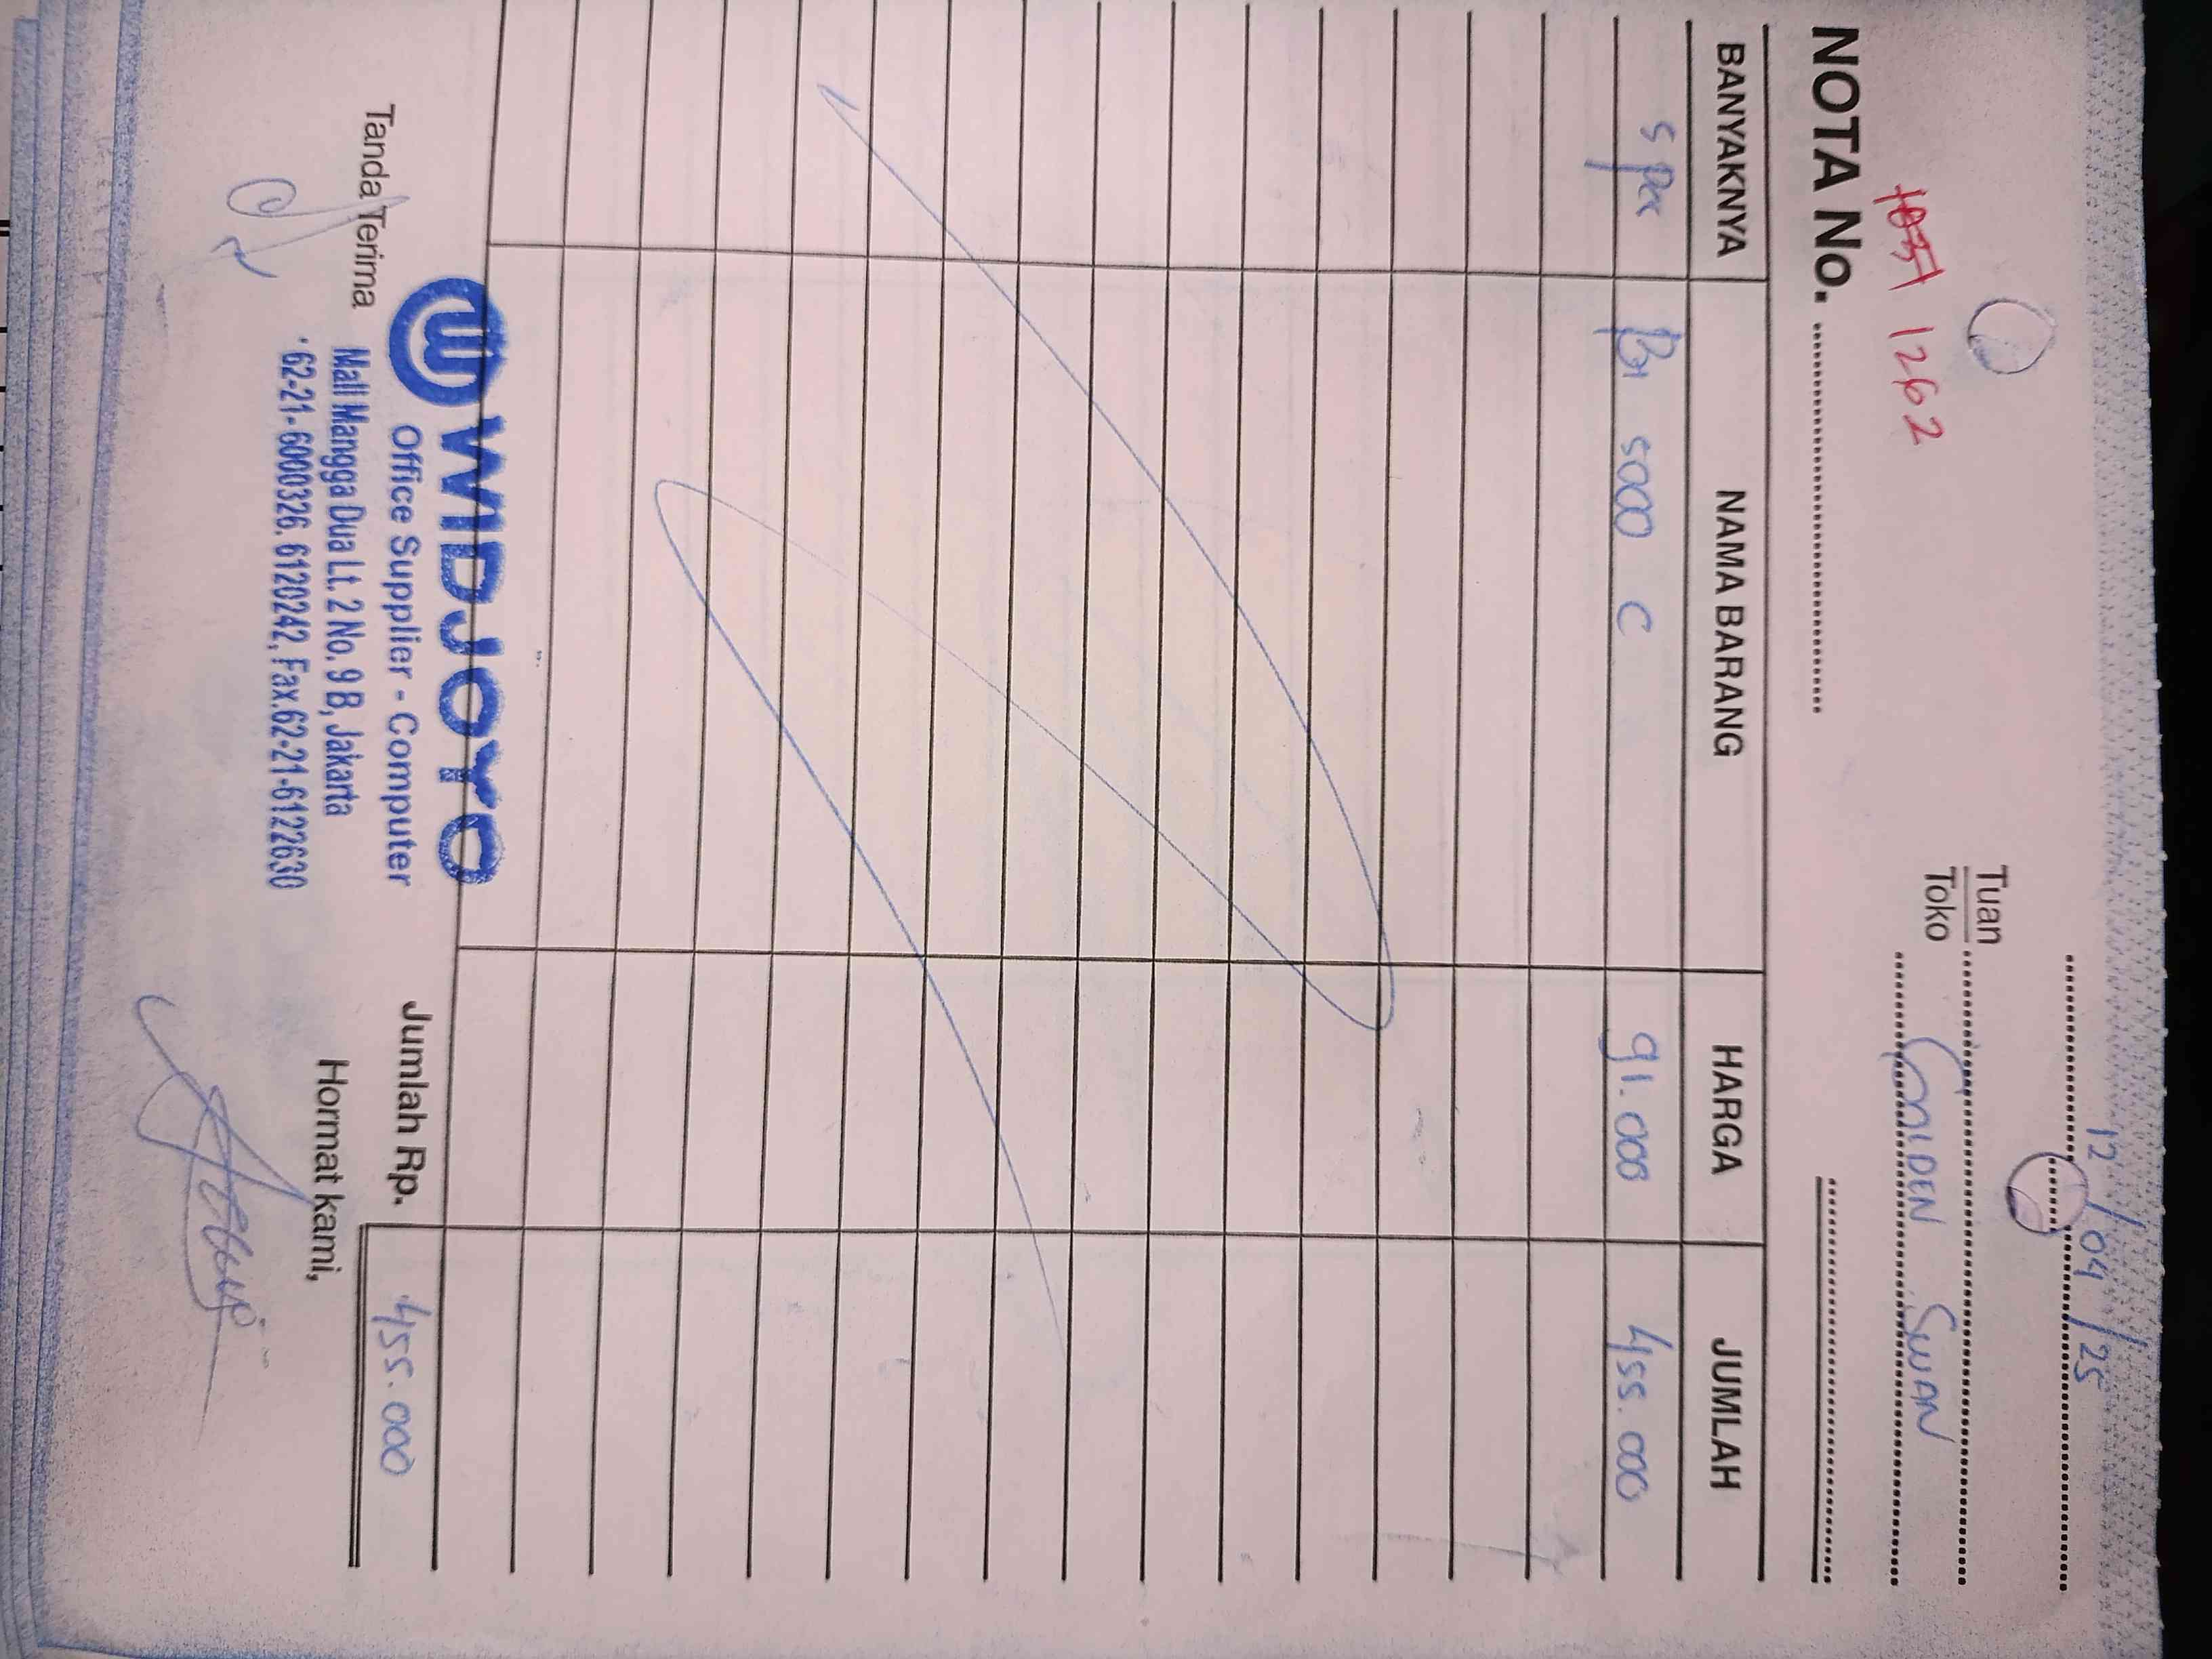 12/04/25
1262
Tuan
Toko GOLDEN SWAN
NOTA No.
BANYAKNYA NAMA BARANG HARGA JUMLAH
5 pcs BT 5000 C 91.000 455.000
Jumlah Rp. 455.000
WIDJOYO
Office Supplier - Computer
Mall Mangga Dua Lt. 2 No. 9 B, Jakarta
62-21-6000326. 6120242, Fax.62-21-6122630
Tanda Terima
Hormat kami,